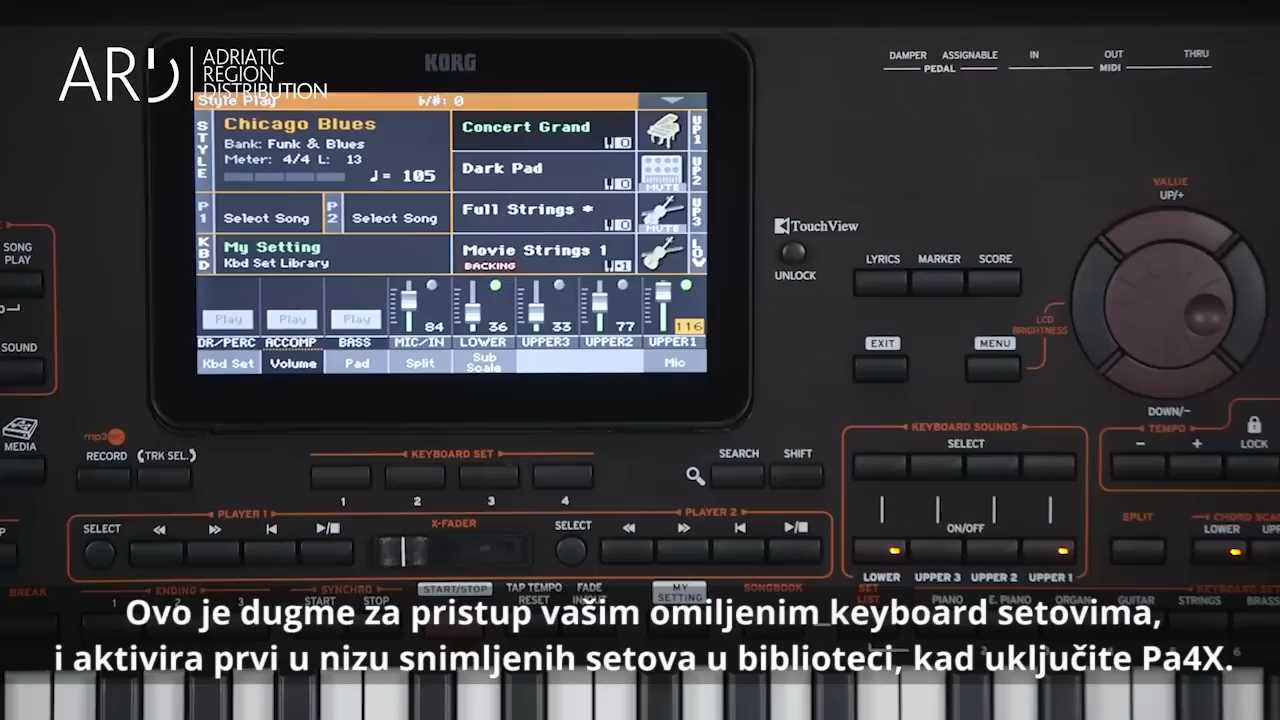 ARD
ADRIATIC
REGION
DISTRIBUTION
KORG
Style Play
♭/#: 0
STYLE
Chicago Blues
Bank: Funk & Blues
Meter: 4/4 L: 13
♩= 105
P1
Select Song
P2
Select Song
KBD
My Setting
Kbd Set Library
Concert Grand
UP1
Dark Pad
MUTE
UP2
Full Strings *
MUTE
UP3
Movie Strings 1
BACKING
LOW
Play
Play
Play
84
36
33
77
116
DR/PERC ACCOMP BASS MIC/IN LOWER UPPER3 UPPER2 UPPER1
Kbd Set Volume Pad Split Sub Scale Mic
DAMPER ASSIGNABLE IN OUT THRU
PEDAL MIDI
VALUE
UP/+
TouchView
UNLOCK
LYRICS MARKER SCORE
LCD
BRIGHTNESS
EXIT MENU
DOWN/-
SONG
PLAY
SOUND
MEDIA
mp3
RECORD (TRK SEL.)
KEYBOARD SET
1 2 3 4
SEARCH SHIFT
KEYBOARD SOUNDS
SELECT
ON/OFF
LOWER UPPER 3 UPPER 2 UPPER 1
TEMPO
- +
LOCK
PLAYER 1
SELECT
X-FADER
PLAYER 2
SELECT
SPLIT
LOWER
BREAK
ENDING
SYNCHRO
START STOP
START/STOP
TAP TEMPO
RESET
FADE
MY
SETTING
SONGBOOK
SET
LIST
PIANO E. PIANO ORGAN GUITAR STRINGS BRASS
Ovo je dugme za pristup vašim omiljenim keyboard setovima,
i aktivira prvi u nizu snimljenih setova u biblioteci, kad uključite Pa4X.